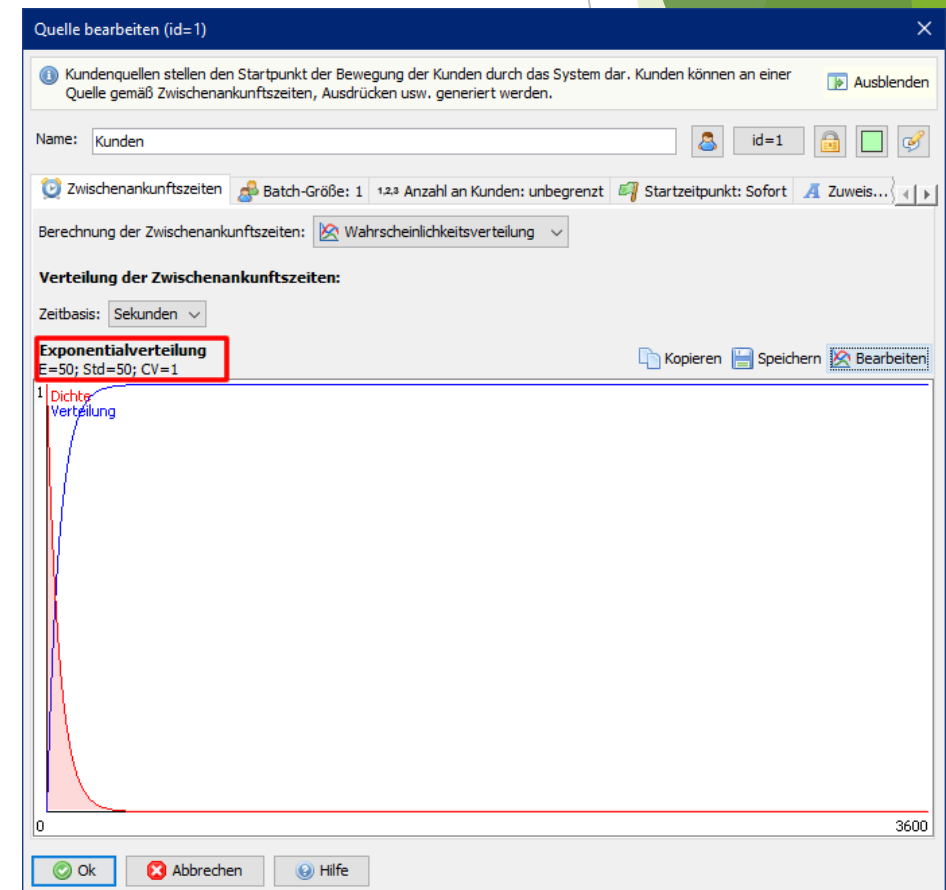 Quelle bearbeiten (id=1)
Kundenquellen stellen den Startpunkt der Bewegung der Kunden durch das System dar. Kunden können an einer
Quelle gemäß Zwischenankunftszeiten, Ausdrücken usw. generiert werden.
Ausblenden
Name: Kunden id=1
Zwischenankunftszeiten Batch-Größe: 1 1,2,3 Anzahl an Kunden: unbegrenzt Startzeitpunkt: Sofort A Zuweis...
Berechnung der Zwischenankunftszeiten: Wahrscheinlichkeitsverteilung
Verteilung der Zwischenankunftszeiten:
Zeitbasis: Sekunden
Exponentialverteilung
E=50; Std=50; CV=1
Kopieren Speichern Bearbeiten
1 Dichte
Verteilung
0 3600
Ok Abbrechen Hilfe